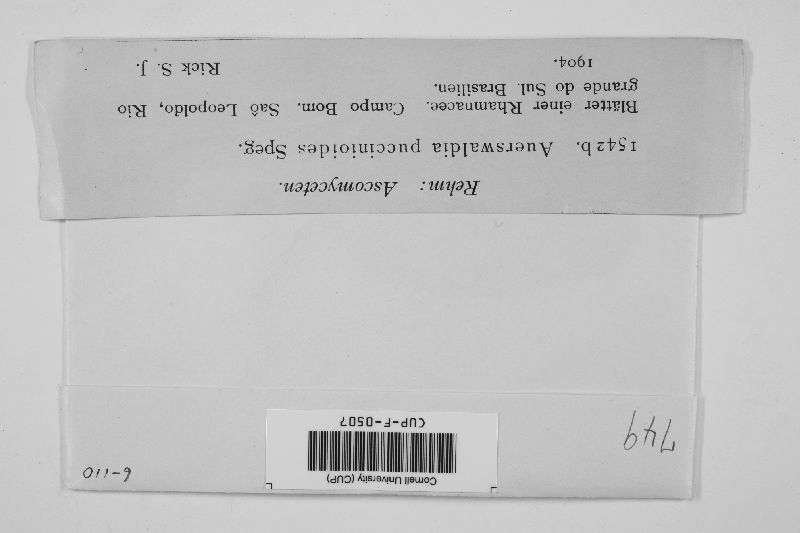 Cornell University (CUP)
CUP-F-0507
6-110
749
Rehm: Ascomyceten.
1542 b. Auerswaldia puccinioides Speg.
Blätter einer Rhamnacee. Campo Bom. Saô Leopoldo, Rio
grande do Sul. Brasilien.
1904. Rick S. J.